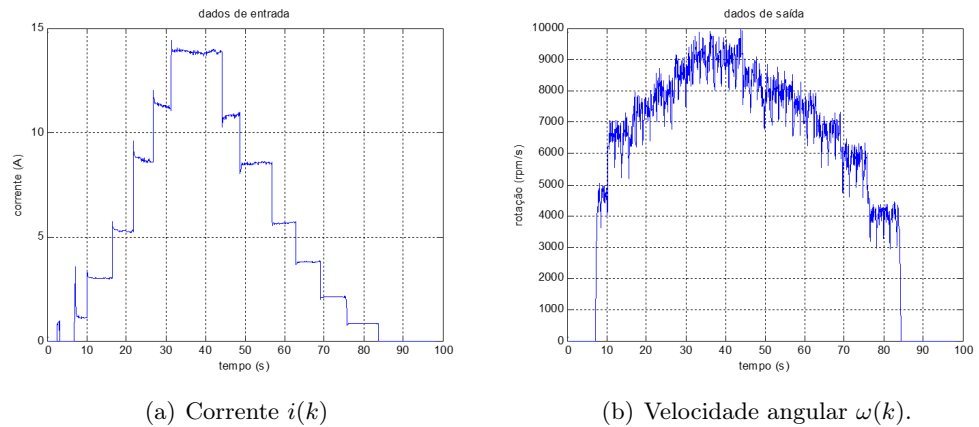 dados de entrada
15
10
5
0
corrente (A)
0 10 20 30 40 50 60 70 80 90 100
tempo (s)
(a) Corrente i(k)
dados de saída
10000
9000
8000
7000
6000
5000
4000
3000
2000
1000
0
rotação (rpm/s)
0 10 20 30 40 50 60 70 80 90 100
tempo (s)
(b) Velocidade angular ω(k).